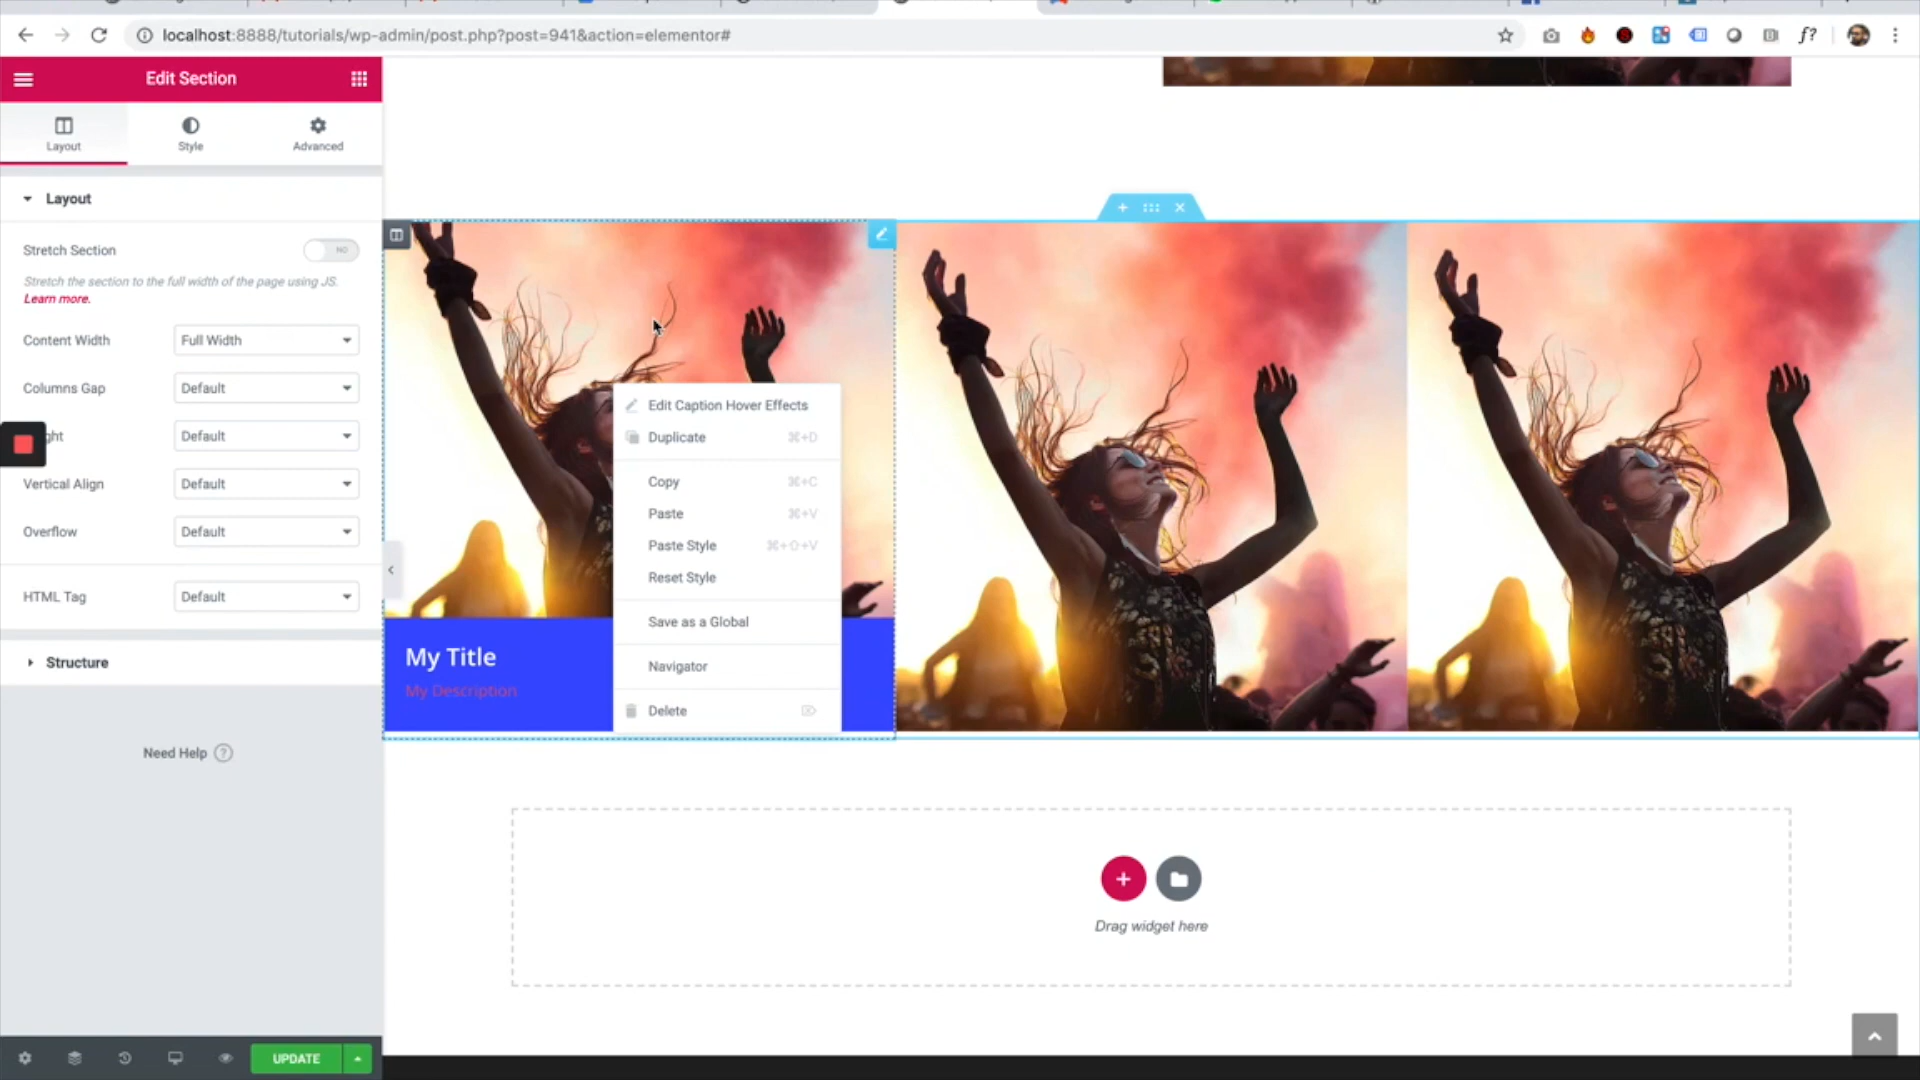 localhost:8888/tutorials/wp-admin/post.php?post=941&action=elementor#
f?
Edit Section
Layout
Style
Advanced
Layout
Stretch Section
NO
Stretch the section to the full width of the page using JS.
Learn more.
Content Width
Full Width
Columns Gap
Default
ght
Default
Vertical Align
Default
Overflow
Default
HTML Tag
Default
Structure
Need Help
UPDATE
Edit Caption Hover Effects
Duplicate ⌘+D
Copy ⌘+C
Paste ⌘+V
Paste Style ⌘+⇧+V
Reset Style
Save as a Global
Navigator
Delete
My Title
My Description
Drag widget here